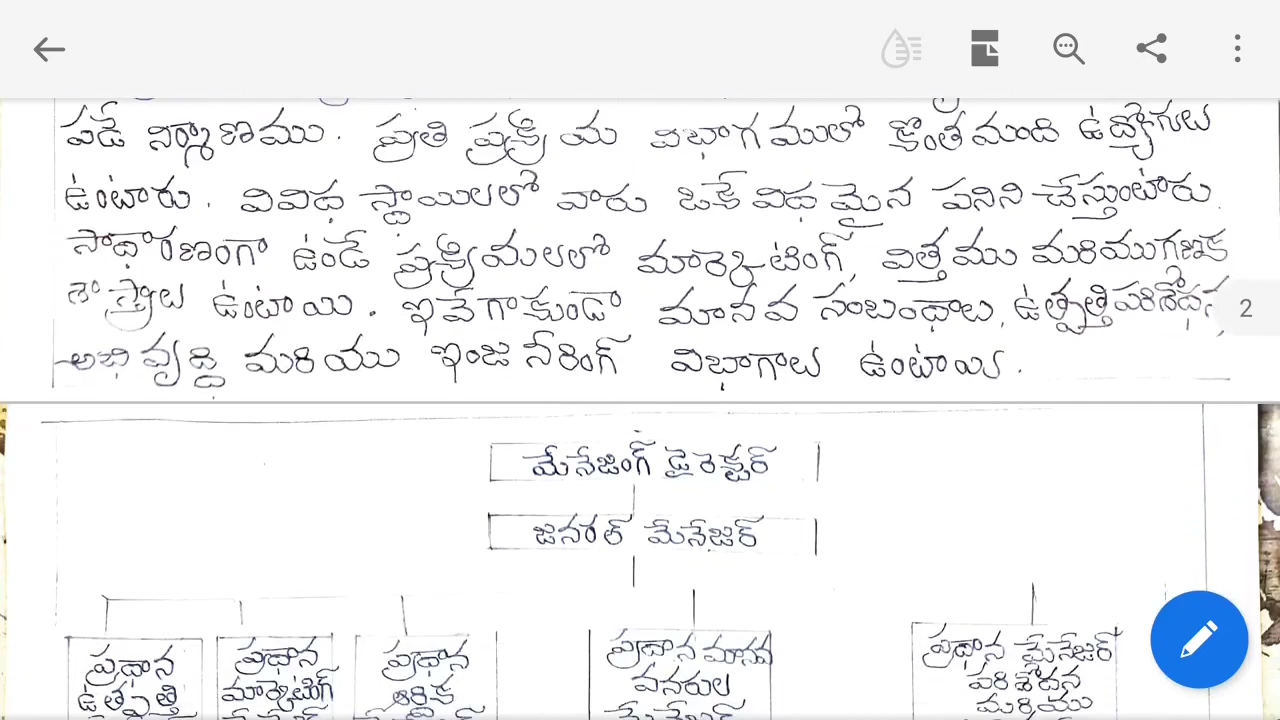 పడే నిర్మాణము. ప్రతి ప్రక్రియ విభాగములో కొంతమంది ఉద్యోగులు
ఉంటారు. వివిధ స్థాయిలలో వారు ఒకే విధమైన పనిని చేస్తుంటారు.
సాధారణంగా ఉండే ప్రక్రియలలో మార్కెటింగ్, విత్తము మరియు గణక
శాస్త్రాలు ఉంటాయి. ఇవేగాకుండా మానవ సంబంధాలు, ఉత్పత్తి పరిశోధన,
2
అభివృద్ధి మరియు ఇంజనీరింగ్ విభాగాలు ఉంటాయి.
మేనేజింగ్ డైరెక్టర్
జనరల్ మేనేజర్
ప్రధాన ప్రధాన ప్రధాన ప్రధాన మానవ ప్రధాన మేనేజర్
ఉత్పత్తి మార్కెటింగ్ ఆర్థిక వనరుల పరిశోధన
మేనేజర్ మరియు